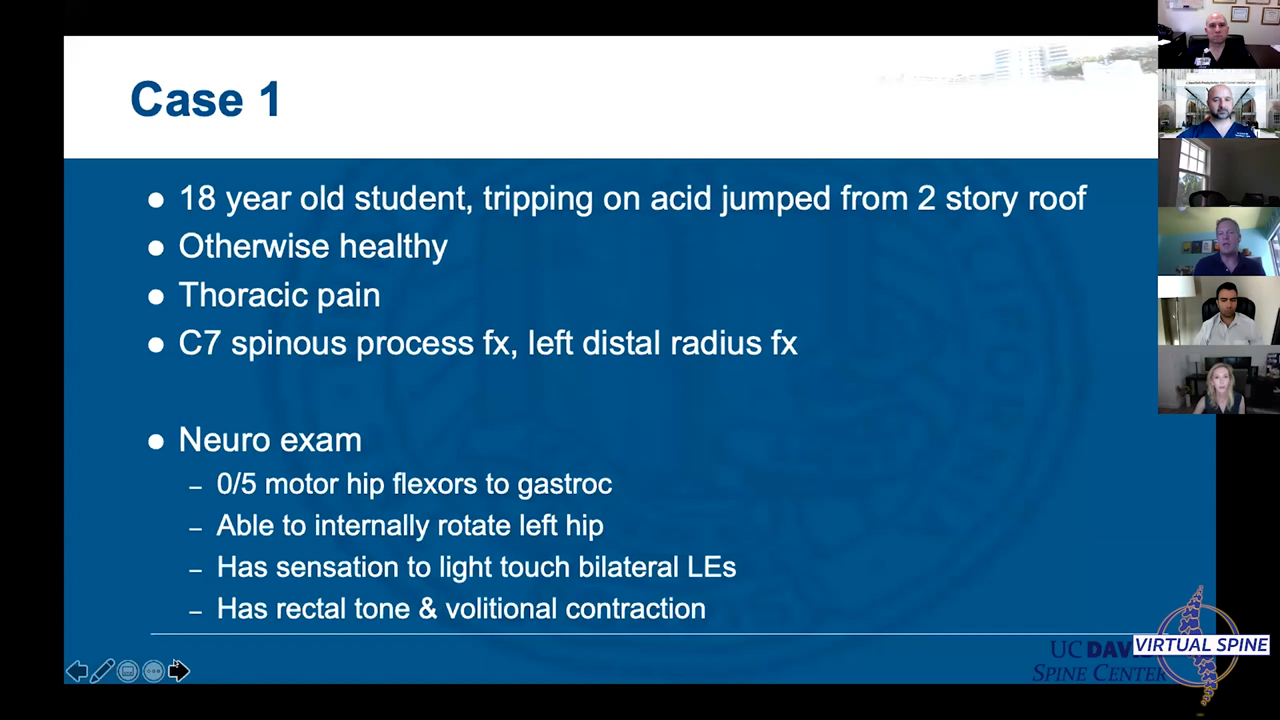 Case 1
18 year old student, tripping on acid jumped from 2 story roof
Otherwise healthy
Thoracic pain
C7 spinous process fx, left distal radius fx
Neuro exam
– 0/5 motor hip flexors to gastroc
– Able to internally rotate left hip
– Has sensation to light touch bilateral LEs
– Has rectal tone & volitional contraction
UC DAVI
SPINE CENTER
VIRTUAL SPINE